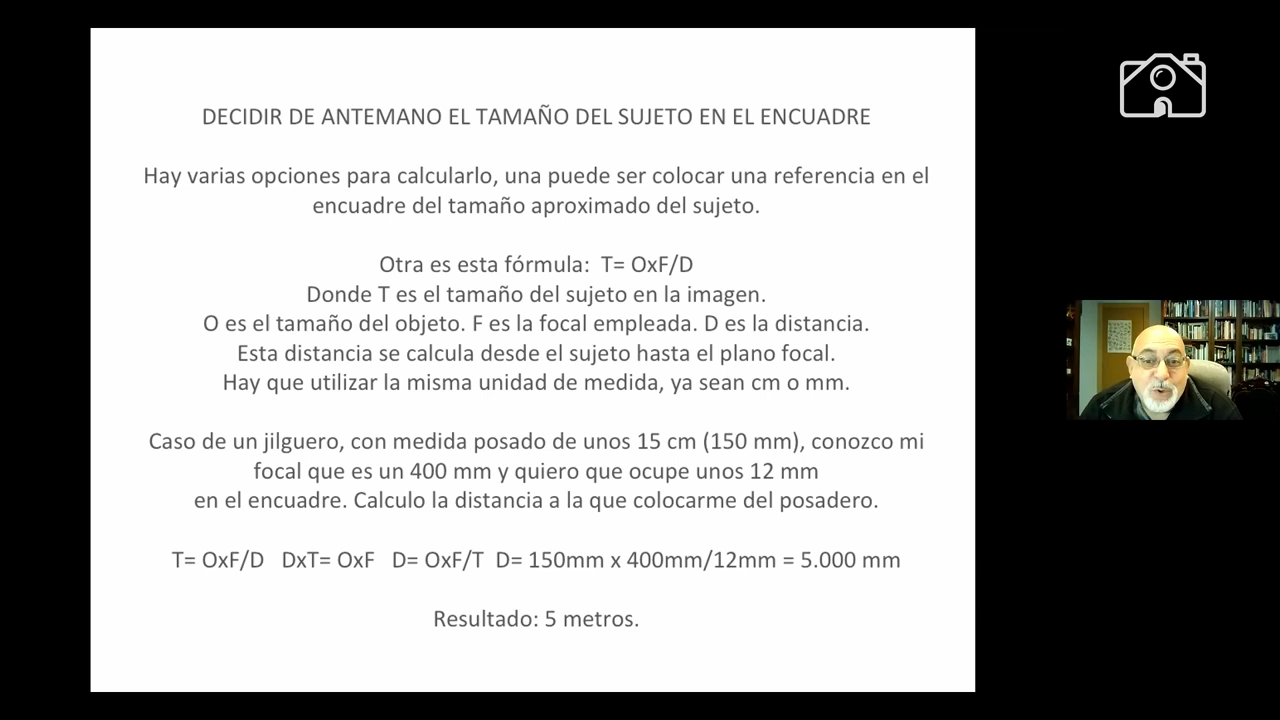 DECIDIR DE ANTEMANO EL TAMAÑO DEL SUJETO EN EL ENCUADRE
Hay varias opciones para calcularlo, una puede ser colocar una referencia en el
encuadre del tamaño aproximado del sujeto.
Otra es esta fórmula:  T= OxF/D
Donde T es el tamaño del sujeto en la imagen.
O es el tamaño del objeto. F es la focal empleada. D es la distancia.
Esta distancia se calcula desde el sujeto hasta el plano focal.
Hay que utilizar la misma unidad de medida, ya sean cm o mm.
Caso de un jilguero, con medida posado de unos 15 cm (150 mm), conozco mi
focal que es un 400 mm y quiero que ocupe unos 12 mm
en el encuadre. Calculo la distancia a la que colocarme del posadero.
T= OxF/D   DxT= OxF   D= OxF/T  D= 150mm x 400mm/12mm = 5.000 mm
Resultado: 5 metros.